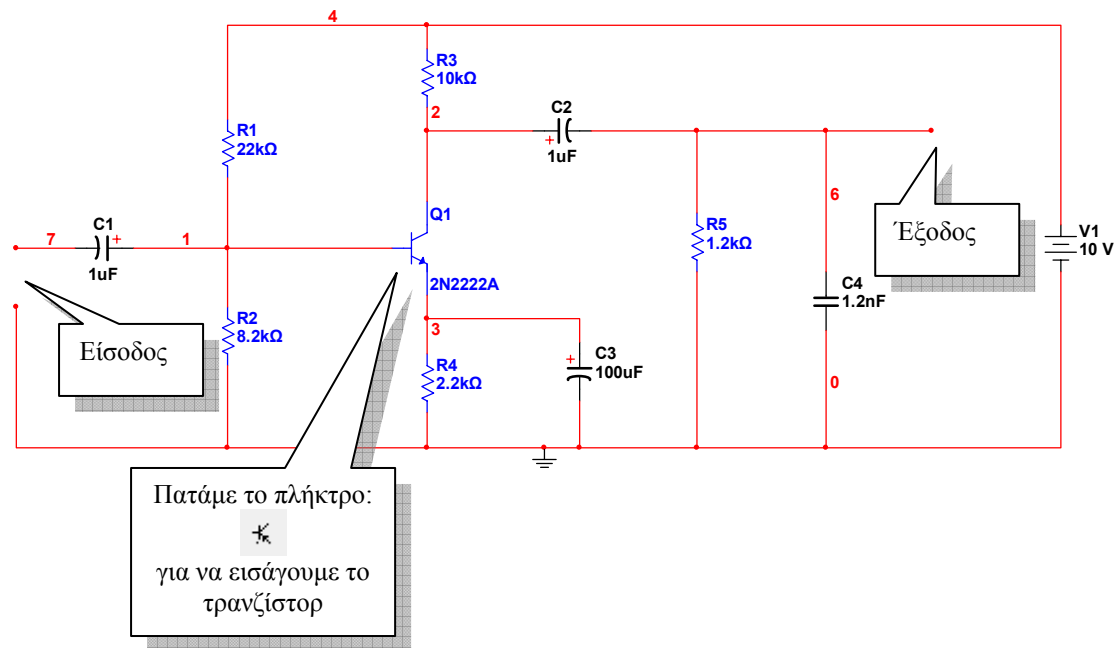 4
R3
10kΩ
2
C2
+
1uF
R1
22kΩ
Q1
6
Έξοδος
V1
10 V
7
C1
+
1
1uF
R5
1.2kΩ
2N2222A
C4
1.2nF
Είσοδος
R2
8.2kΩ
3
R4
2.2kΩ
+
C3
100uF
0
Πατάμε το πλήκτρο:
για να εισάγουμε το
τρανζίστορ